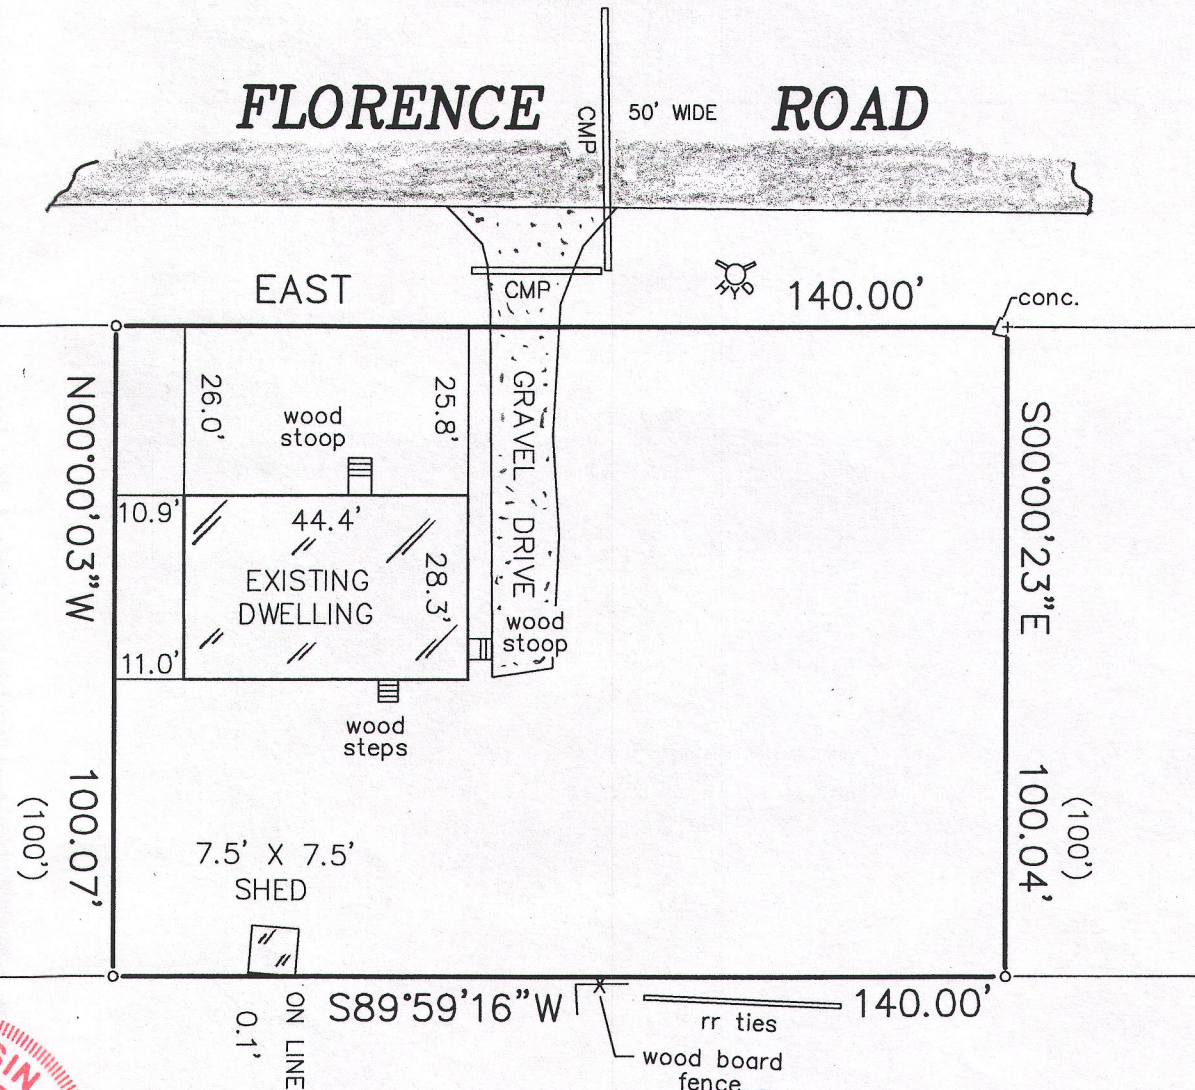 FLORENCE ROAD
CMP
50' WIDE
EAST
CMP
HYD
140.00'
conc.
N00°00'03"W
26.0'
wood
stoop
25.8'
GRAVEL DRIVE
S00°00'23"E
10.9'
44.4'
EXISTING
DWELLING
28.3'
wood
stoop
11.0'
wood
steps
100.07'
(100')
100.04'
(100')
7.5' X 7.5'
SHED
S89°59'16"W
140.00'
ON LINE
0.1'
rr ties
wood board
fence
SIN